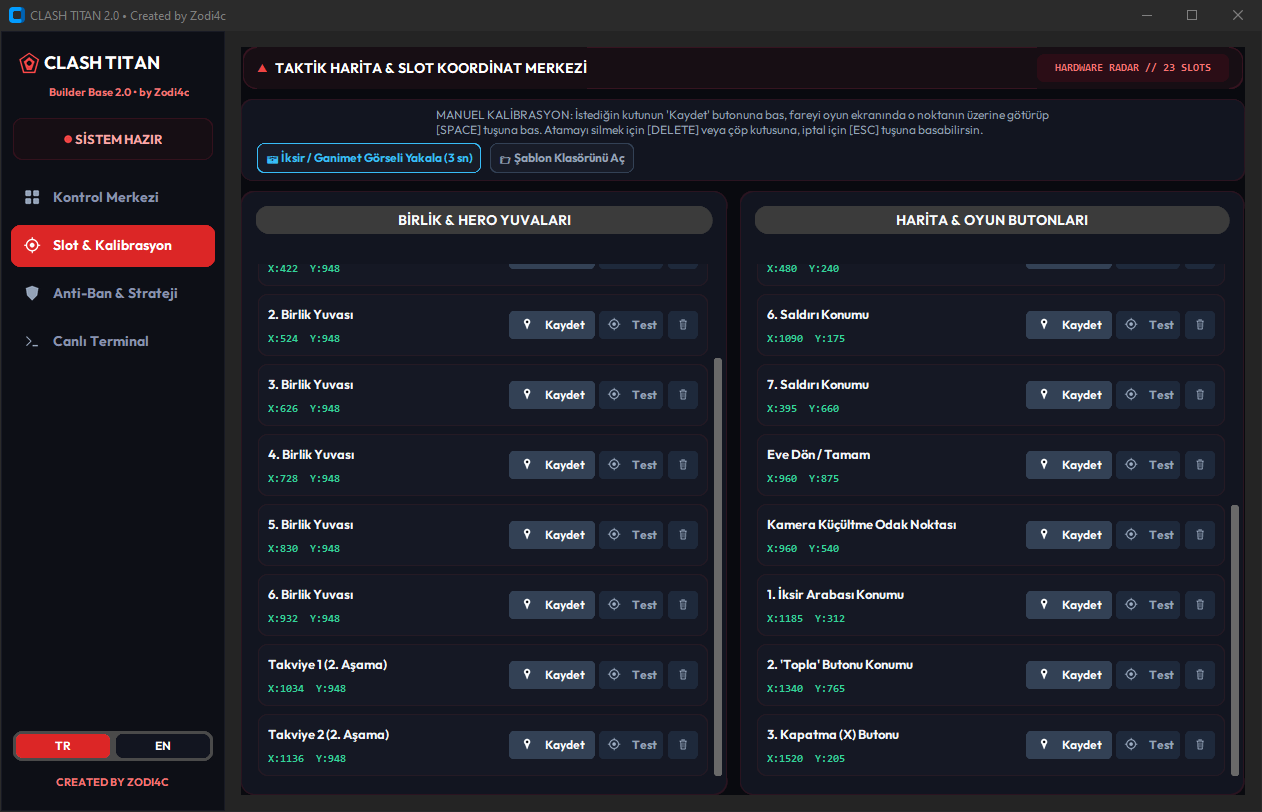 CLASH TITAN 2.0 • Created by Zodi4c
CLASH TITAN
Builder Base 2.0 • by Zodi4c
SİSTEM HAZIR
Kontrol Merkezi
Slot & Kalibrasyon
Anti-Ban & Strateji
Canlı Terminal
TR
EN
CREATED BY ZODI4C
TAKTİK HARİTA & SLOT KOORDİNAT MERKEZİ
HARDWARE RADAR // 23 SLOTS
MANUEL KALİBRASYON: İstediğin kutunun 'Kaydet' butonuna bas, fareyi oyun ekranında o noktanın üzerine götürüp
[SPACE] tuşuna bas. Atamayı silmek için [DELETE] veya çöp kutusuna, iptal için [ESC] tuşuna basabilirsin.
İksir / Ganimet Görseli Yakala (3 sn)
Şablon Klasörünü Aç
BİRLİK & HERO YUVALARI
X:422 Y:948
2. Birlik Yuvası
X:524 Y:948
Kaydet
Test
3. Birlik Yuvası
X:626 Y:948
Kaydet
Test
4. Birlik Yuvası
X:728 Y:948
Kaydet
Test
5. Birlik Yuvası
X:830 Y:948
Kaydet
Test
6. Birlik Yuvası
X:932 Y:948
Kaydet
Test
Takviye 1 (2. Aşama)
X:1034 Y:948
Kaydet
Test
Takviye 2 (2. Aşama)
X:1136 Y:948
Kaydet
Test
HARİTA & OYUN BUTONLARI
X:480 Y:240
6. Saldırı Konumu
X:1090 Y:175
Kaydet
Test
7. Saldırı Konumu
X:395 Y:660
Kaydet
Test
Eve Dön / Tamam
X:960 Y:875
Kaydet
Test
Kamera Küçültme Odak Noktası
X:960 Y:540
Kaydet
Test
1. İksir Arabası Konumu
X:1185 Y:312
Kaydet
Test
2. 'Topla' Butonu Konumu
X:1340 Y:765
Kaydet
Test
3. Kapatma (X) Butonu
X:1520 Y:205
Kaydet
Test